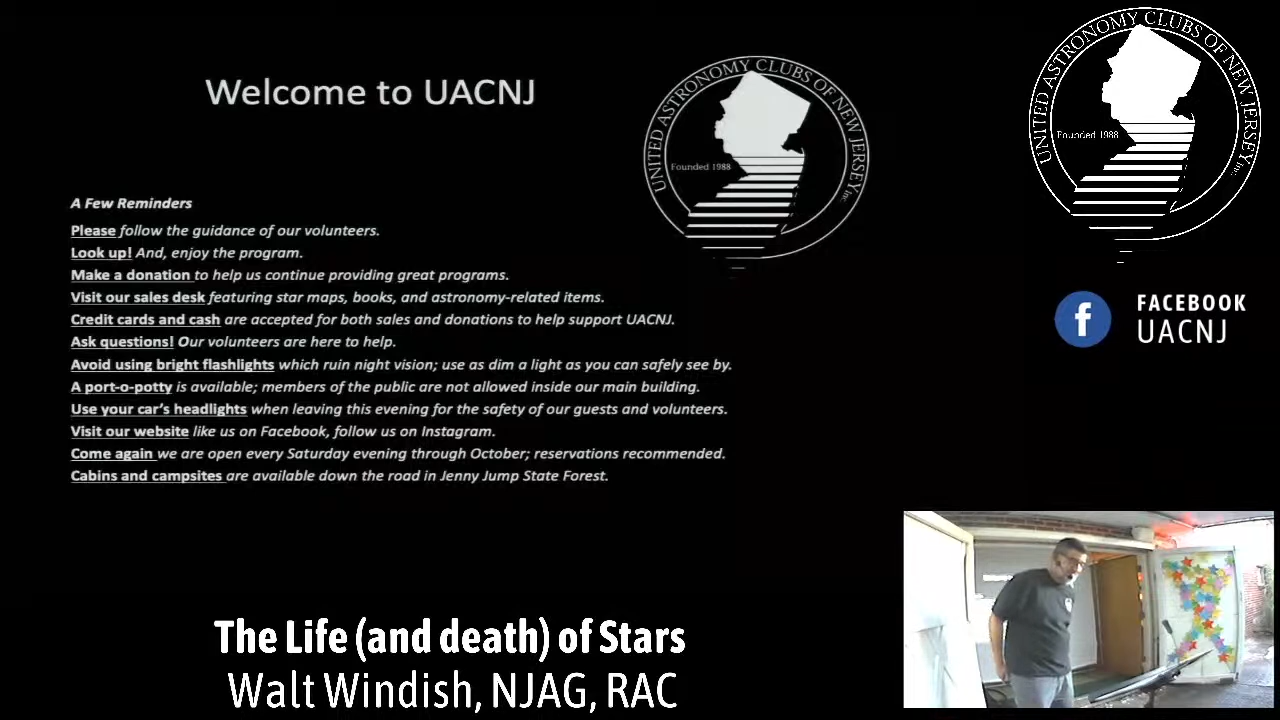 Welcome to UACNJ
UNITED ASTRONOMY CLUBS OF NEW JERSEY Inc.
Founded 1988
UNITED ASTRONOMY CLUBS OF NEW JERSEY Inc.
Founded 1988
A Few Reminders
Please follow the guidance of our volunteers.
Look up! And, enjoy the program.
Make a donation to help us continue providing great programs.
Visit our sales desk featuring star maps, books, and astronomy-related items.
Credit cards and cash are accepted for both sales and donations to help support UACNJ.
Ask questions! Our volunteers are here to help.
Avoid using bright flashlights which ruin night vision; use as dim a light as you can safely see by.
A port-o-potty is available; members of the public are not allowed inside our main building.
Use your car's headlights when leaving this evening for the safety of our guests and volunteers.
Visit our website like us on Facebook, follow us on Instagram.
Come again we are open every Saturday evening through October; reservations recommended.
Cabins and campsites are available down the road in Jenny Jump State Forest.
f
FACEBOOK
UACNJ
The Life (and death) of Stars
Walt Windish, NJAG, RAC